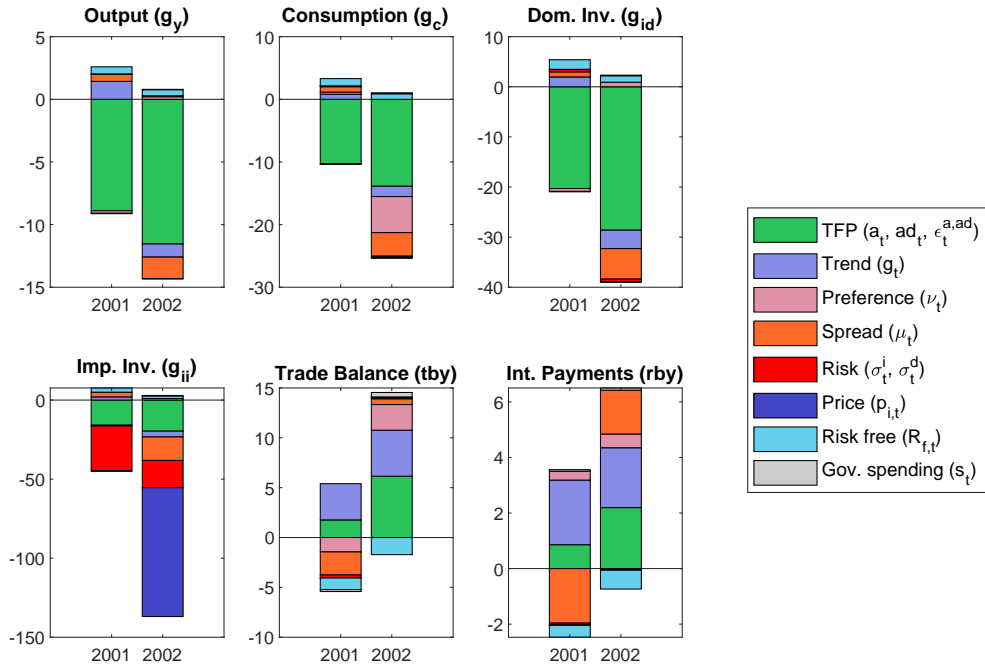 Output (g_y)
5
0
-5
-10
-15
2001 2002
Consumption (g_c)
10
0
-10
-20
-30
2001 2002
Dom. Inv. (g_id)
10
0
-10
-20
-30
-40
2001 2002
Imp. Inv. (g_ii)
0
-50
-100
-150
2001 2002
Trade Balance (tby)
15
10
5
0
-5
-10
2001 2002
Int. Payments (rby)
6
4
2
0
-2
2001 2002
TFP (a_t, ad_t, ϵ_t^a,ad)
Trend (g_t)
Preference (ν_t)
Spread (μ_t)
Risk (σ_t^i, σ_t^d)
Price (p_i,t)
Risk free (R_f,t)
Gov. spending (s_t)